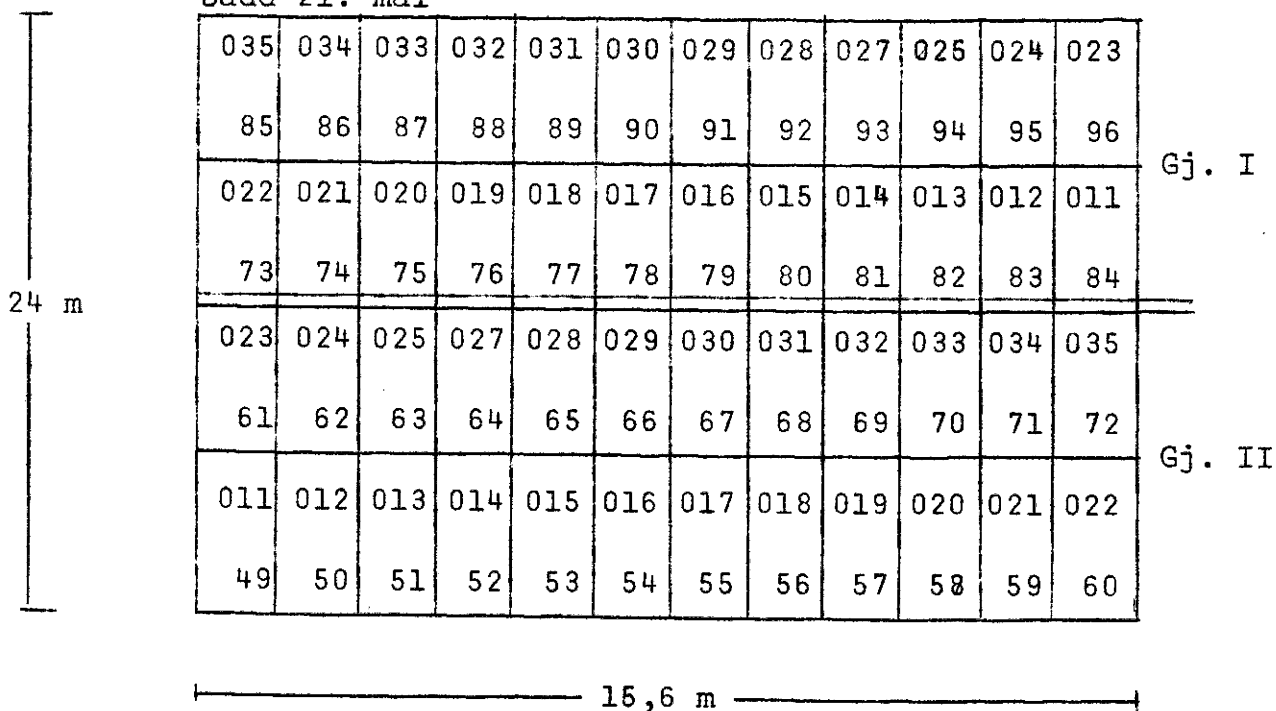 Sådd 21. mai
035 034 033 032 031 030 029 028 027 025 024 023
85 86 87 88 89 90 91 92 93 94 95 96
Gj. I
022 021 020 019 018 017 016 015 014 013 012 011
73 74 75 76 77 78 79 80 81 82 83 84
24 m
023 024 025 027 028 029 030 031 032 033 034 035
61 62 63 64 65 66 67 68 69 70 71 72
Gj. II
011 012 013 014 015 016 017 018 019 020 021 022
49 50 51 52 53 54 55 56 57 58 59 60
15,6 m